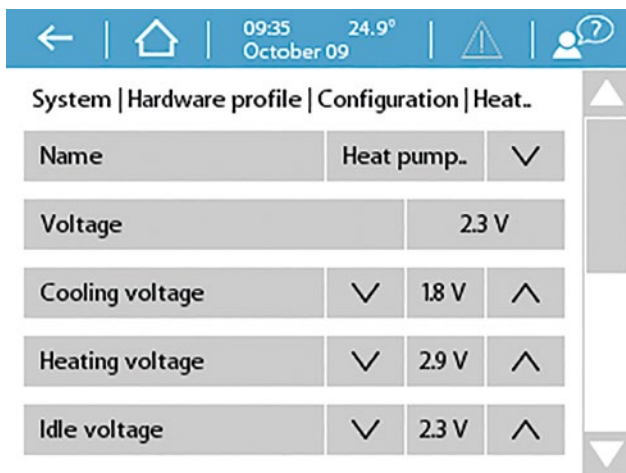 09:35 24.9°
October 09
?
System | Hardware profile | Configuration | Heat..
Name Heat pump..
Voltage 2.3 V
Cooling voltage 1.8 V
Heating voltage 2.9 V
Idle voltage 2.3 V